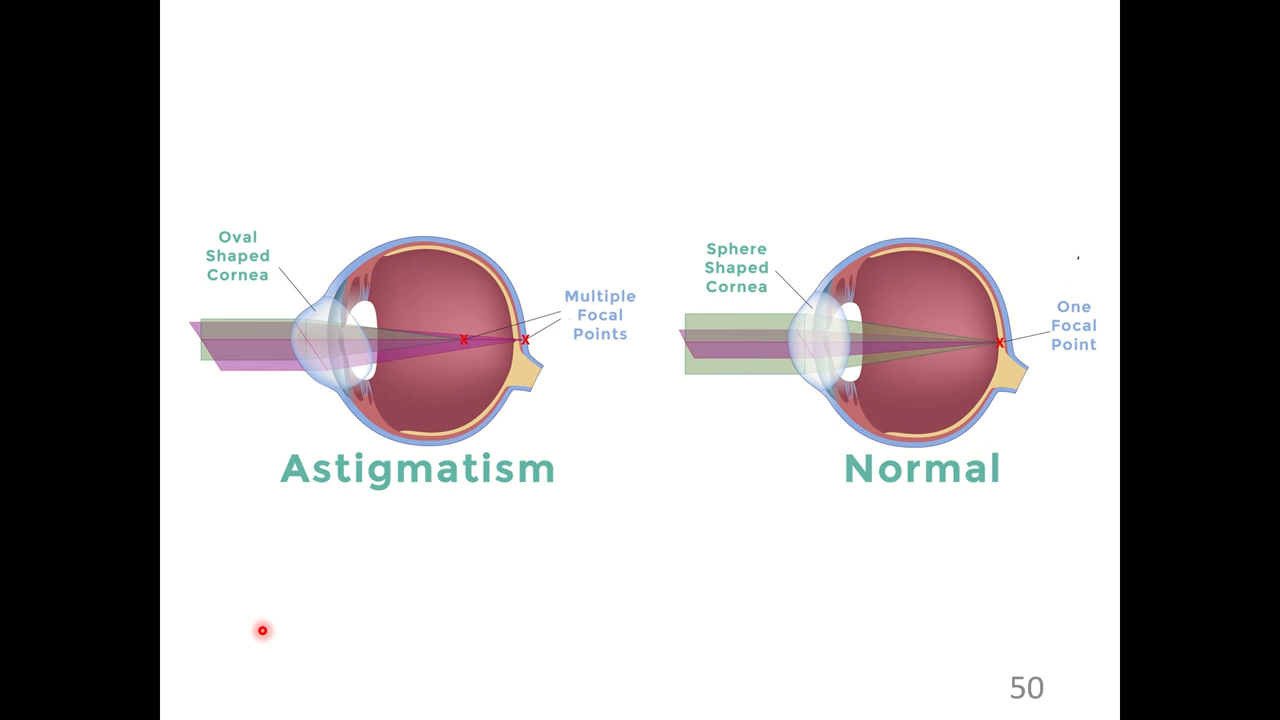 Oval
Shaped
Cornea
Multiple
Focal
Points
x
x
Astigmatism
Sphere
Shaped
Cornea
One
Focal
Point
x
Normal
50